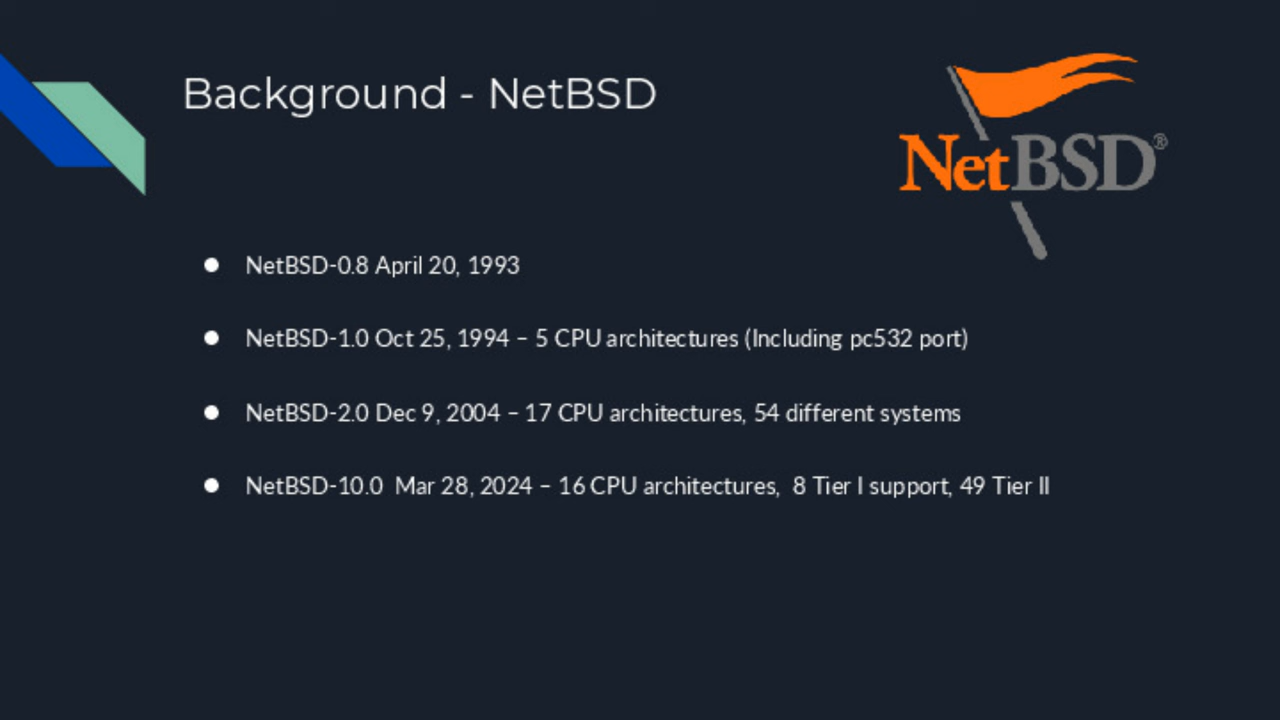 Background - NetBSD
NetBSD®
● NetBSD-0.8 April 20, 1993
● NetBSD-1.0 Oct 25, 1994 – 5 CPU architectures (Including pc532 port)
● NetBSD-2.0 Dec 9, 2004 – 17 CPU architectures, 54 different systems
● NetBSD-10.0  Mar 28, 2024 – 16 CPU architectures,  8 Tier I support, 49 Tier II